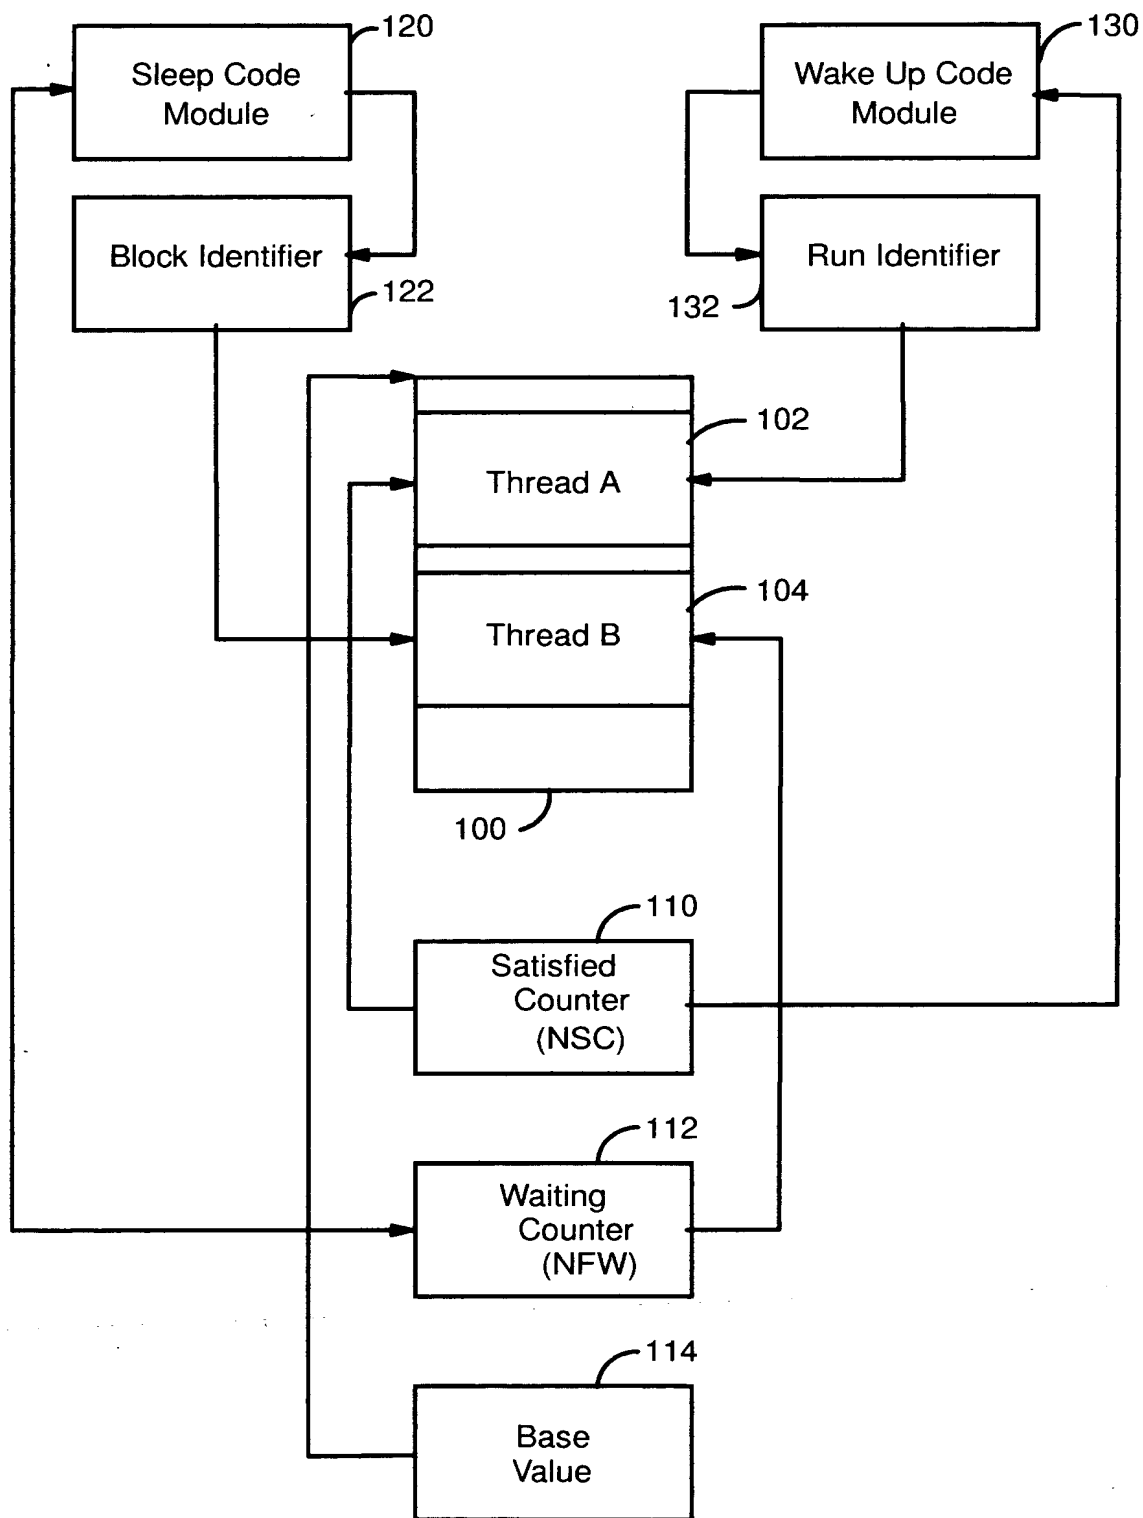 120
130
Sleep Code
Module
Wake Up Code
Module
Block Identifier
122
Run Identifier
132
102
Thread A
104
Thread B
100
110
Satisfied
Counter
(NSC)
112
Waiting
Counter
(NFW)
114
Base
Value